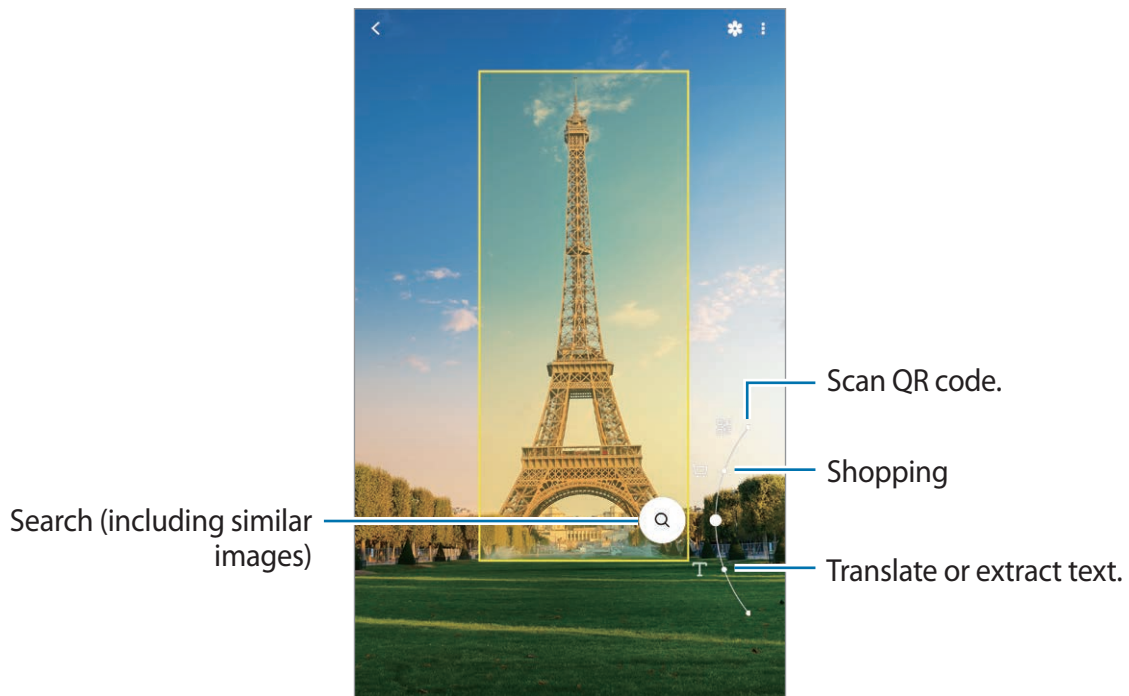 Scan QR code.
Shopping
Search (including similar
images)
T
Translate or extract text.